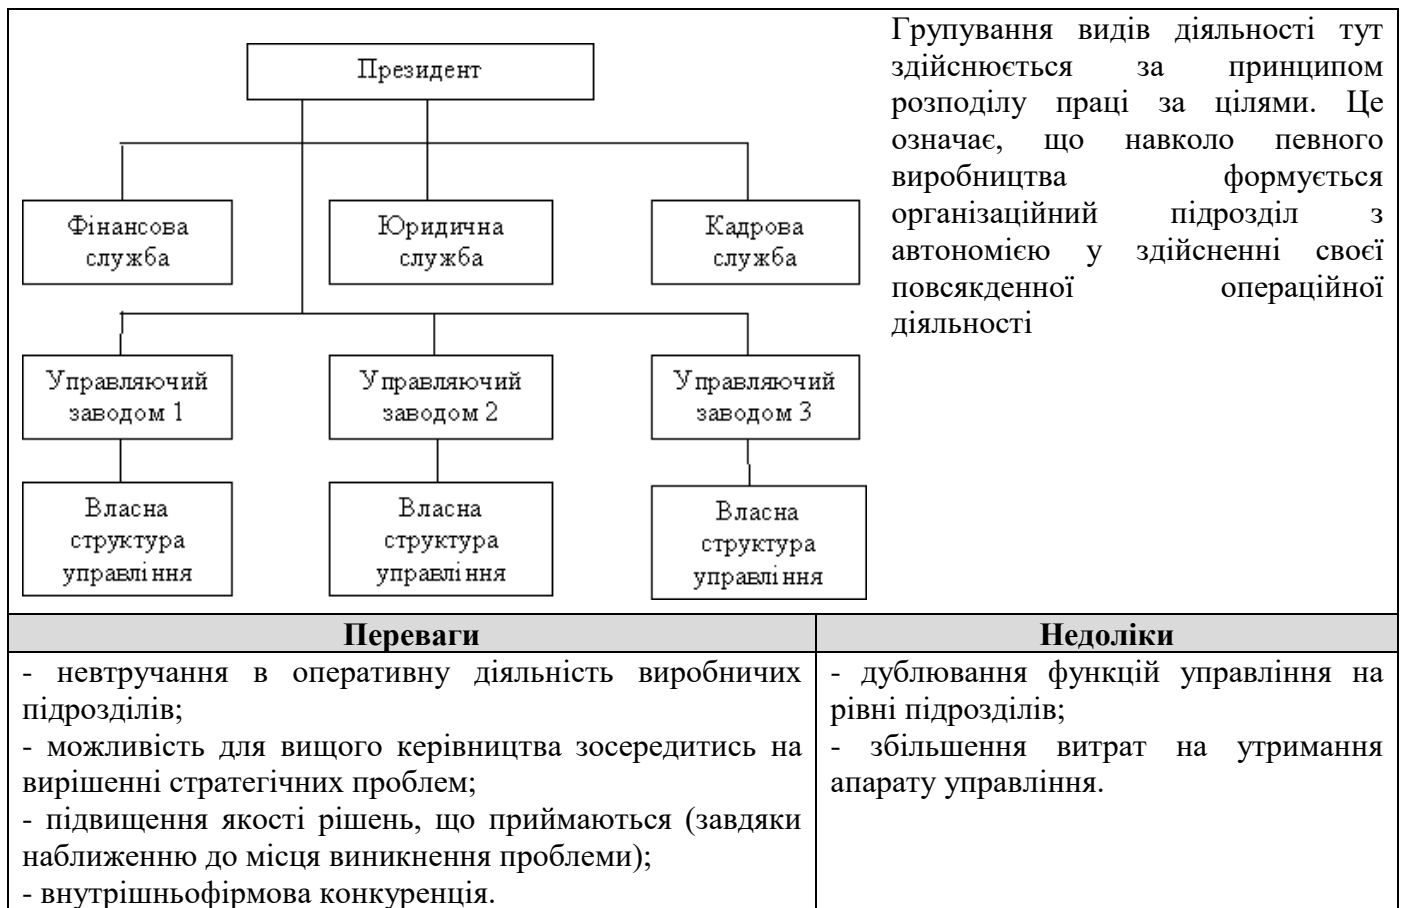 Президент
Фінансова
служба
Юридична
служба
Кадрова
служба
Управляючий
заводом 1
Управляючий
заводом 2
Управляючий
заводом 3
Власна
структура
управління
Власна
структура
управління
Власна
структура
управління
Групування видів діяльності тут
здійснюється за принципом
розподілу праці за цілями. Це
означає, що навколо певного
виробництва формується
організаційний підрозділ з
автономією у здійсненні своєї
повсякденної операційної
діяльності
Переваги
- невтручання в оперативну діяльність виробничих
підрозділів;
- можливість для вищого керівництва зосередитись на
вирішенні стратегічних проблем;
- підвищення якості рішень, що приймаються (завдяки
наближенню до місця виникнення проблеми);
- внутрішньофірмова конкуренція.
Недоліки
- дублювання функцій управління на
рівні підрозділів;
- збільшення витрат на утримання
апарату управління.